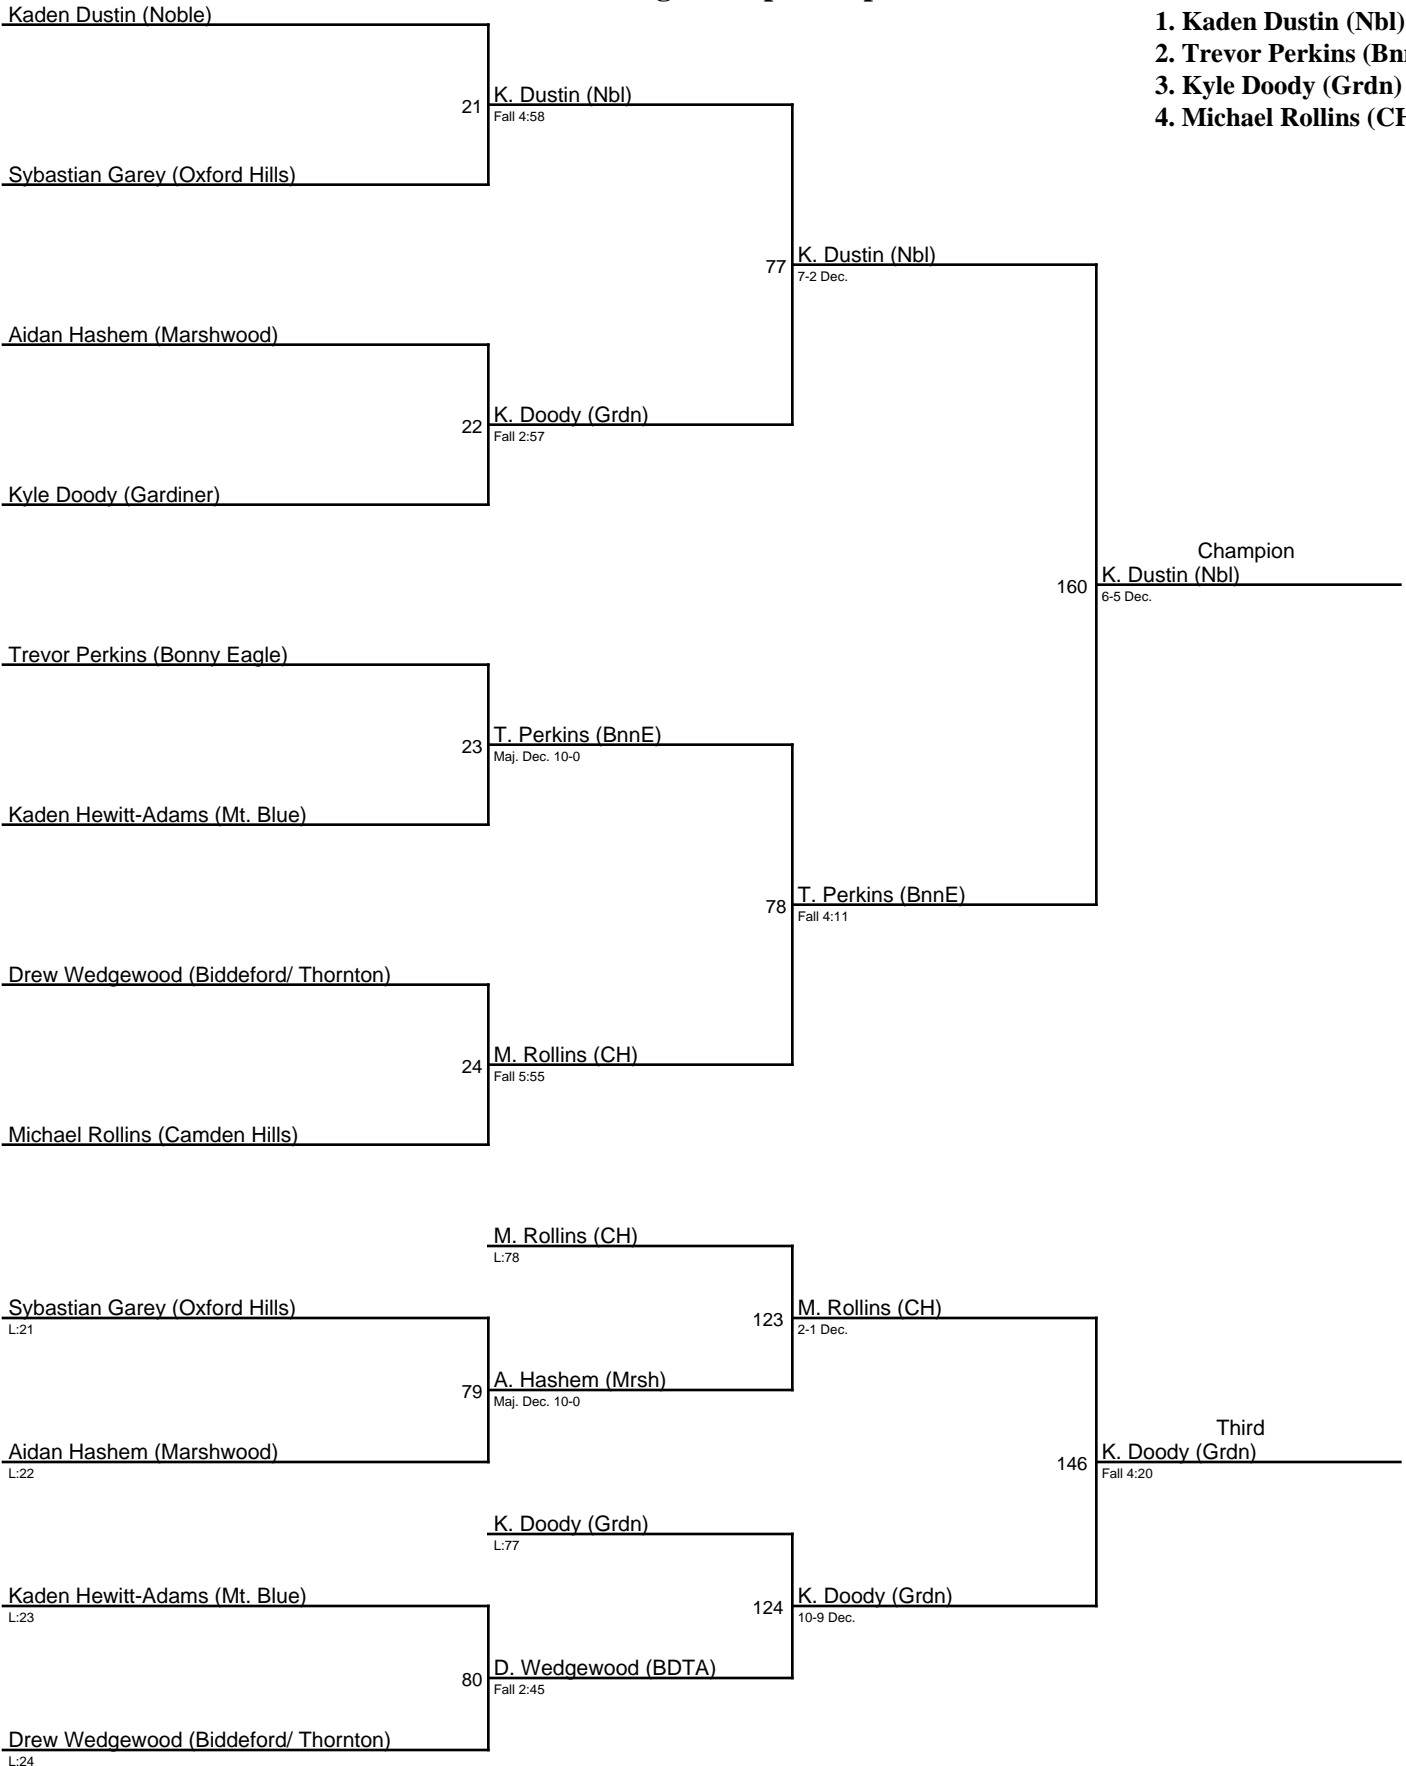 Kaden Dustin (Noble)
1. Kaden Dustin (Nbl)
2. Trevor Perkins
3. Kyle Doody (Grdn)
4. Michael Rollins
21
K. Dustin (Nbl)
Fall 4:58
Sybastian Garey (Oxford Hills)
77
K. Dustin (Nbl)
7-2 Dec.
Aidan Hashem (Marshwood)
22
K. Doody (Grdn)
Fall 2:57
Kyle Doody (Gardiner)
Champion
160
K. Dustin (Nbl)
6-5 Dec.
Trevor Perkins (Bonny Eagle)
23
T. Perkins (BnnE)
Maj. Dec. 10-0
Kaden Hewitt-Adams (Mt. Blue)
78
T. Perkins (BnnE)
Fall 4:11
Drew Wedgewood (Biddeford/ Thornton)
24
M. Rollins (CH)
Fall 5:55
Michael Rollins (Camden Hills)
M. Rollins (CH)
L:78
Sybastian Garey (Oxford Hills)
L:21
123
M. Rollins (CH)
2-1 Dec.
79
A. Hashem (Mrsh)
Maj. Dec. 10-0
Aidan Hashem (Marshwood)
L:22
Third
146
K. Doody (Grdn)
Fall 4:20
K. Doody (Grdn)
L:77
Kaden Hewitt-Adams (Mt. Blue)
L:23
124
K. Doody (Grdn)
10-9 Dec.
80
D. Wedgewood (BDTA)
Fall 2:45
Drew Wedgewood (Biddeford/ Thornton)
L:24